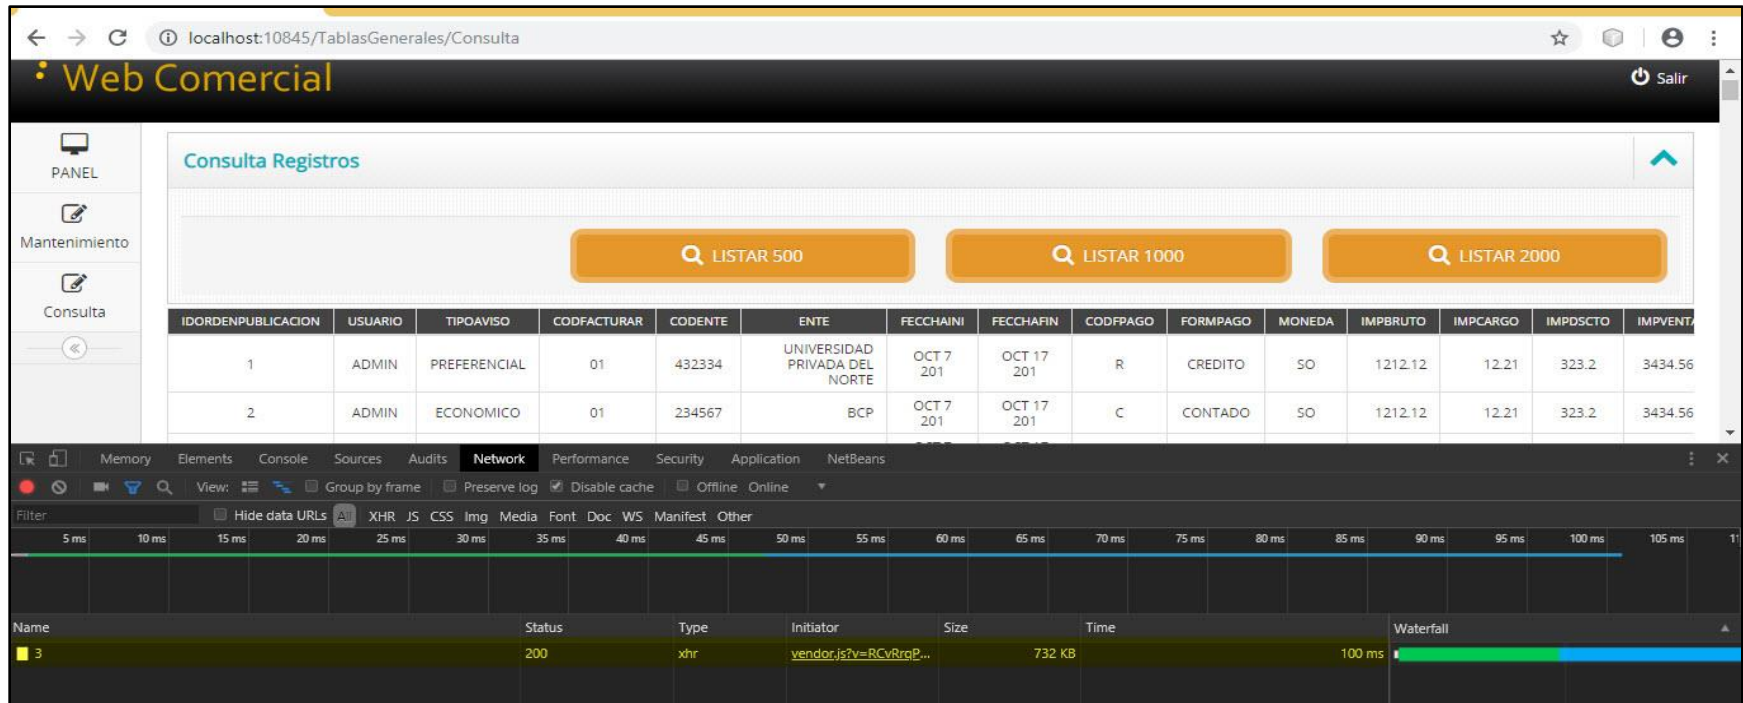 localhost:10845/TablasGenerales/Consulta
Web Comercial
Salir
PANEL
Mantenimiento
Consulta
Consulta Registros
LISTAR 500 LISTAR 1000 LISTAR 2000
IDORDENPUBLICACION USUARIO TIPOAVISO CODFACTURAR CODENTE ENTE FECCHAINI FECCHAFIN CODFPAGO FORMPAGO MONEDA IMPBRUTO IMPCARGO IMPDSCTO IMPVENTA
1 ADMIN PREFERENCIAL 01 432334 UNIVERSIDAD PRIVADA DEL NORTE OCT 7 201 OCT 17 201 R CREDITO SO 1212.12 12.21 323.2 3434.56
2 ADMIN ECONOMICO 01 234567 BCP OCT 7 201 OCT 17 201 C CONTADO SO 1212.12 12.21 323.2 3434.56
Memory Elements Console Sources Audits Network Performance Security Application NetBeans
View: Group by frame Preserve log Disable cache Offline Online
Filter Hide data URLs All XHR JS CSS Img Media Font Doc WS Manifest Other
5 ms 10 ms 15 ms 20 ms 25 ms 30 ms 35 ms 40 ms 45 ms 50 ms 55 ms 60 ms 65 ms 70 ms 75 ms 80 ms 85 ms 90 ms 95 ms 100 ms 105 ms
Name Status Type Initiator Size Time Waterfall
3 200 xhr vendor.js?v=RCvRrqP... 732 KB 100 ms